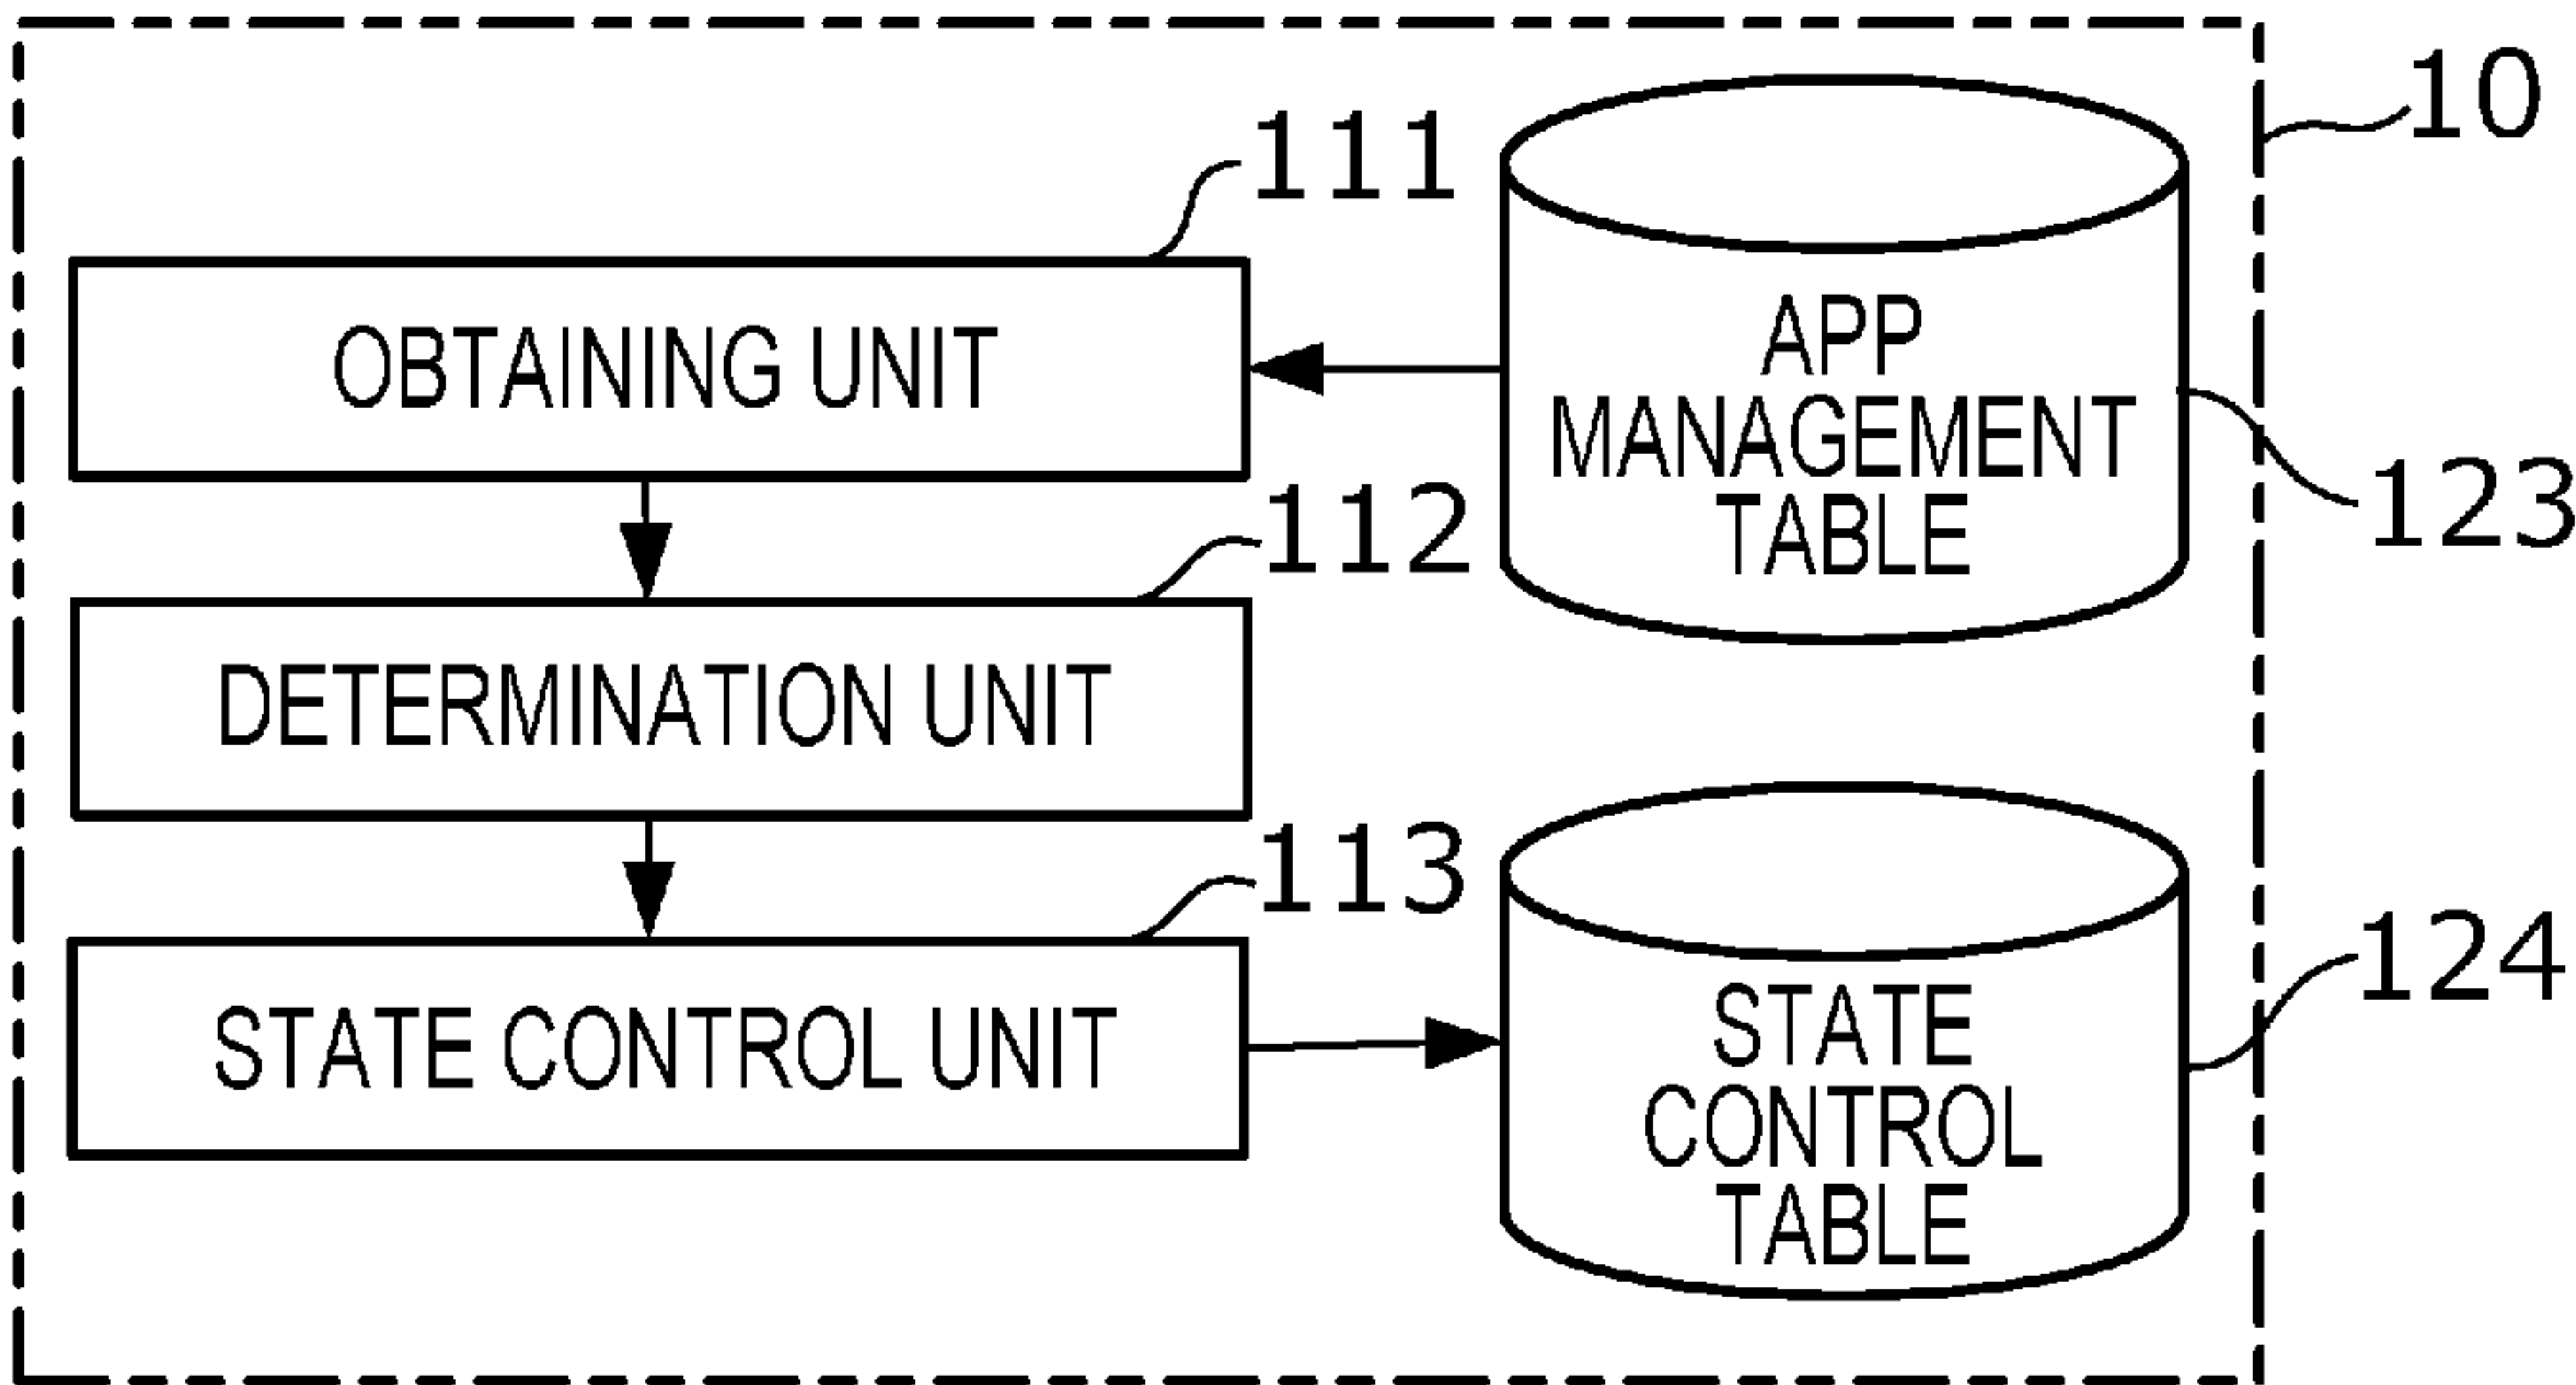 10
111
OBTAINING UNIT
APP
MANAGEMENT
TABLE
123
112
DETERMINATION UNIT
113
STATE CONTROL UNIT
STATE
CONTROL
TABLE
124